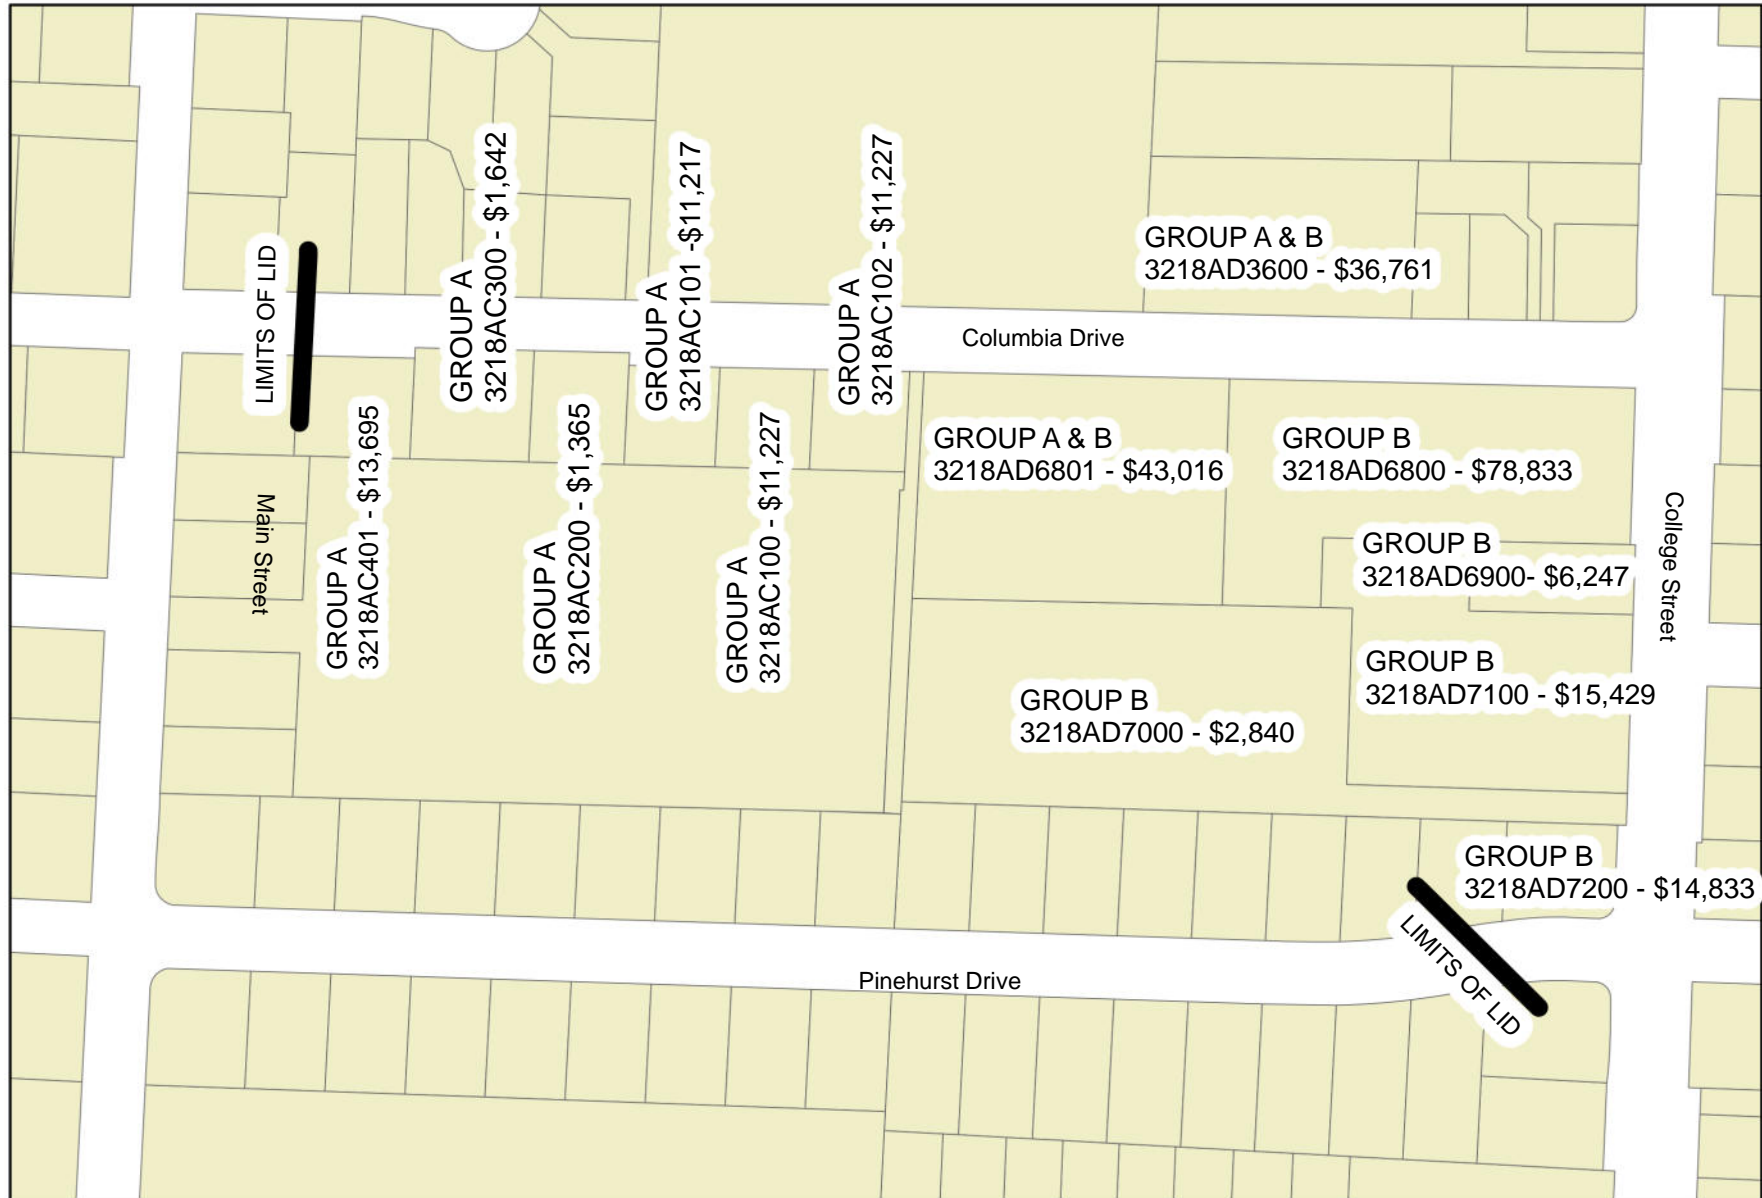 GROUP A
3218AC300 - $1,642
GROUP A
3218AC101 -$11,217
GROUP A
3218AC102 - $11,227
GROUP A & B
3218AD3600 - $36,761
LIMITS OF LID
Columbia Drive
GROUP A
3218AC401 - $13,695
GROUP A
3218AC200 - $1,365
GROUP A
3218AC100 - $11,227
GROUP A & B
3218AD6801 - $43,016
GROUP B
3218AD6800 - $78,833
Main Street
GROUP B
3218AD6900- $6,247
College Street
GROUP B
3218AD7100 - $15,429
GROUP B
3218AD7000 - $2,840
GROUP B
3218AD7200 - $14,833
LIMITS OF LID
Pinehurst Drive